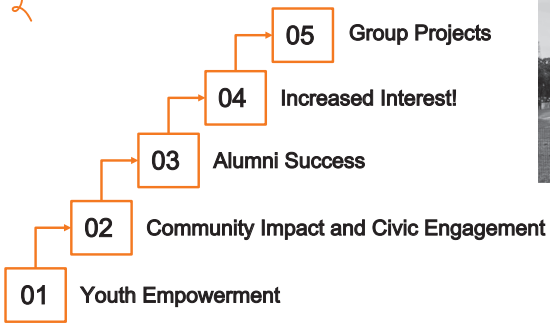 05 Group Projects
04 Increased Interest!
03 Alumni Success
02 Community Impact and Civic Engagement
01 Youth Empowerment